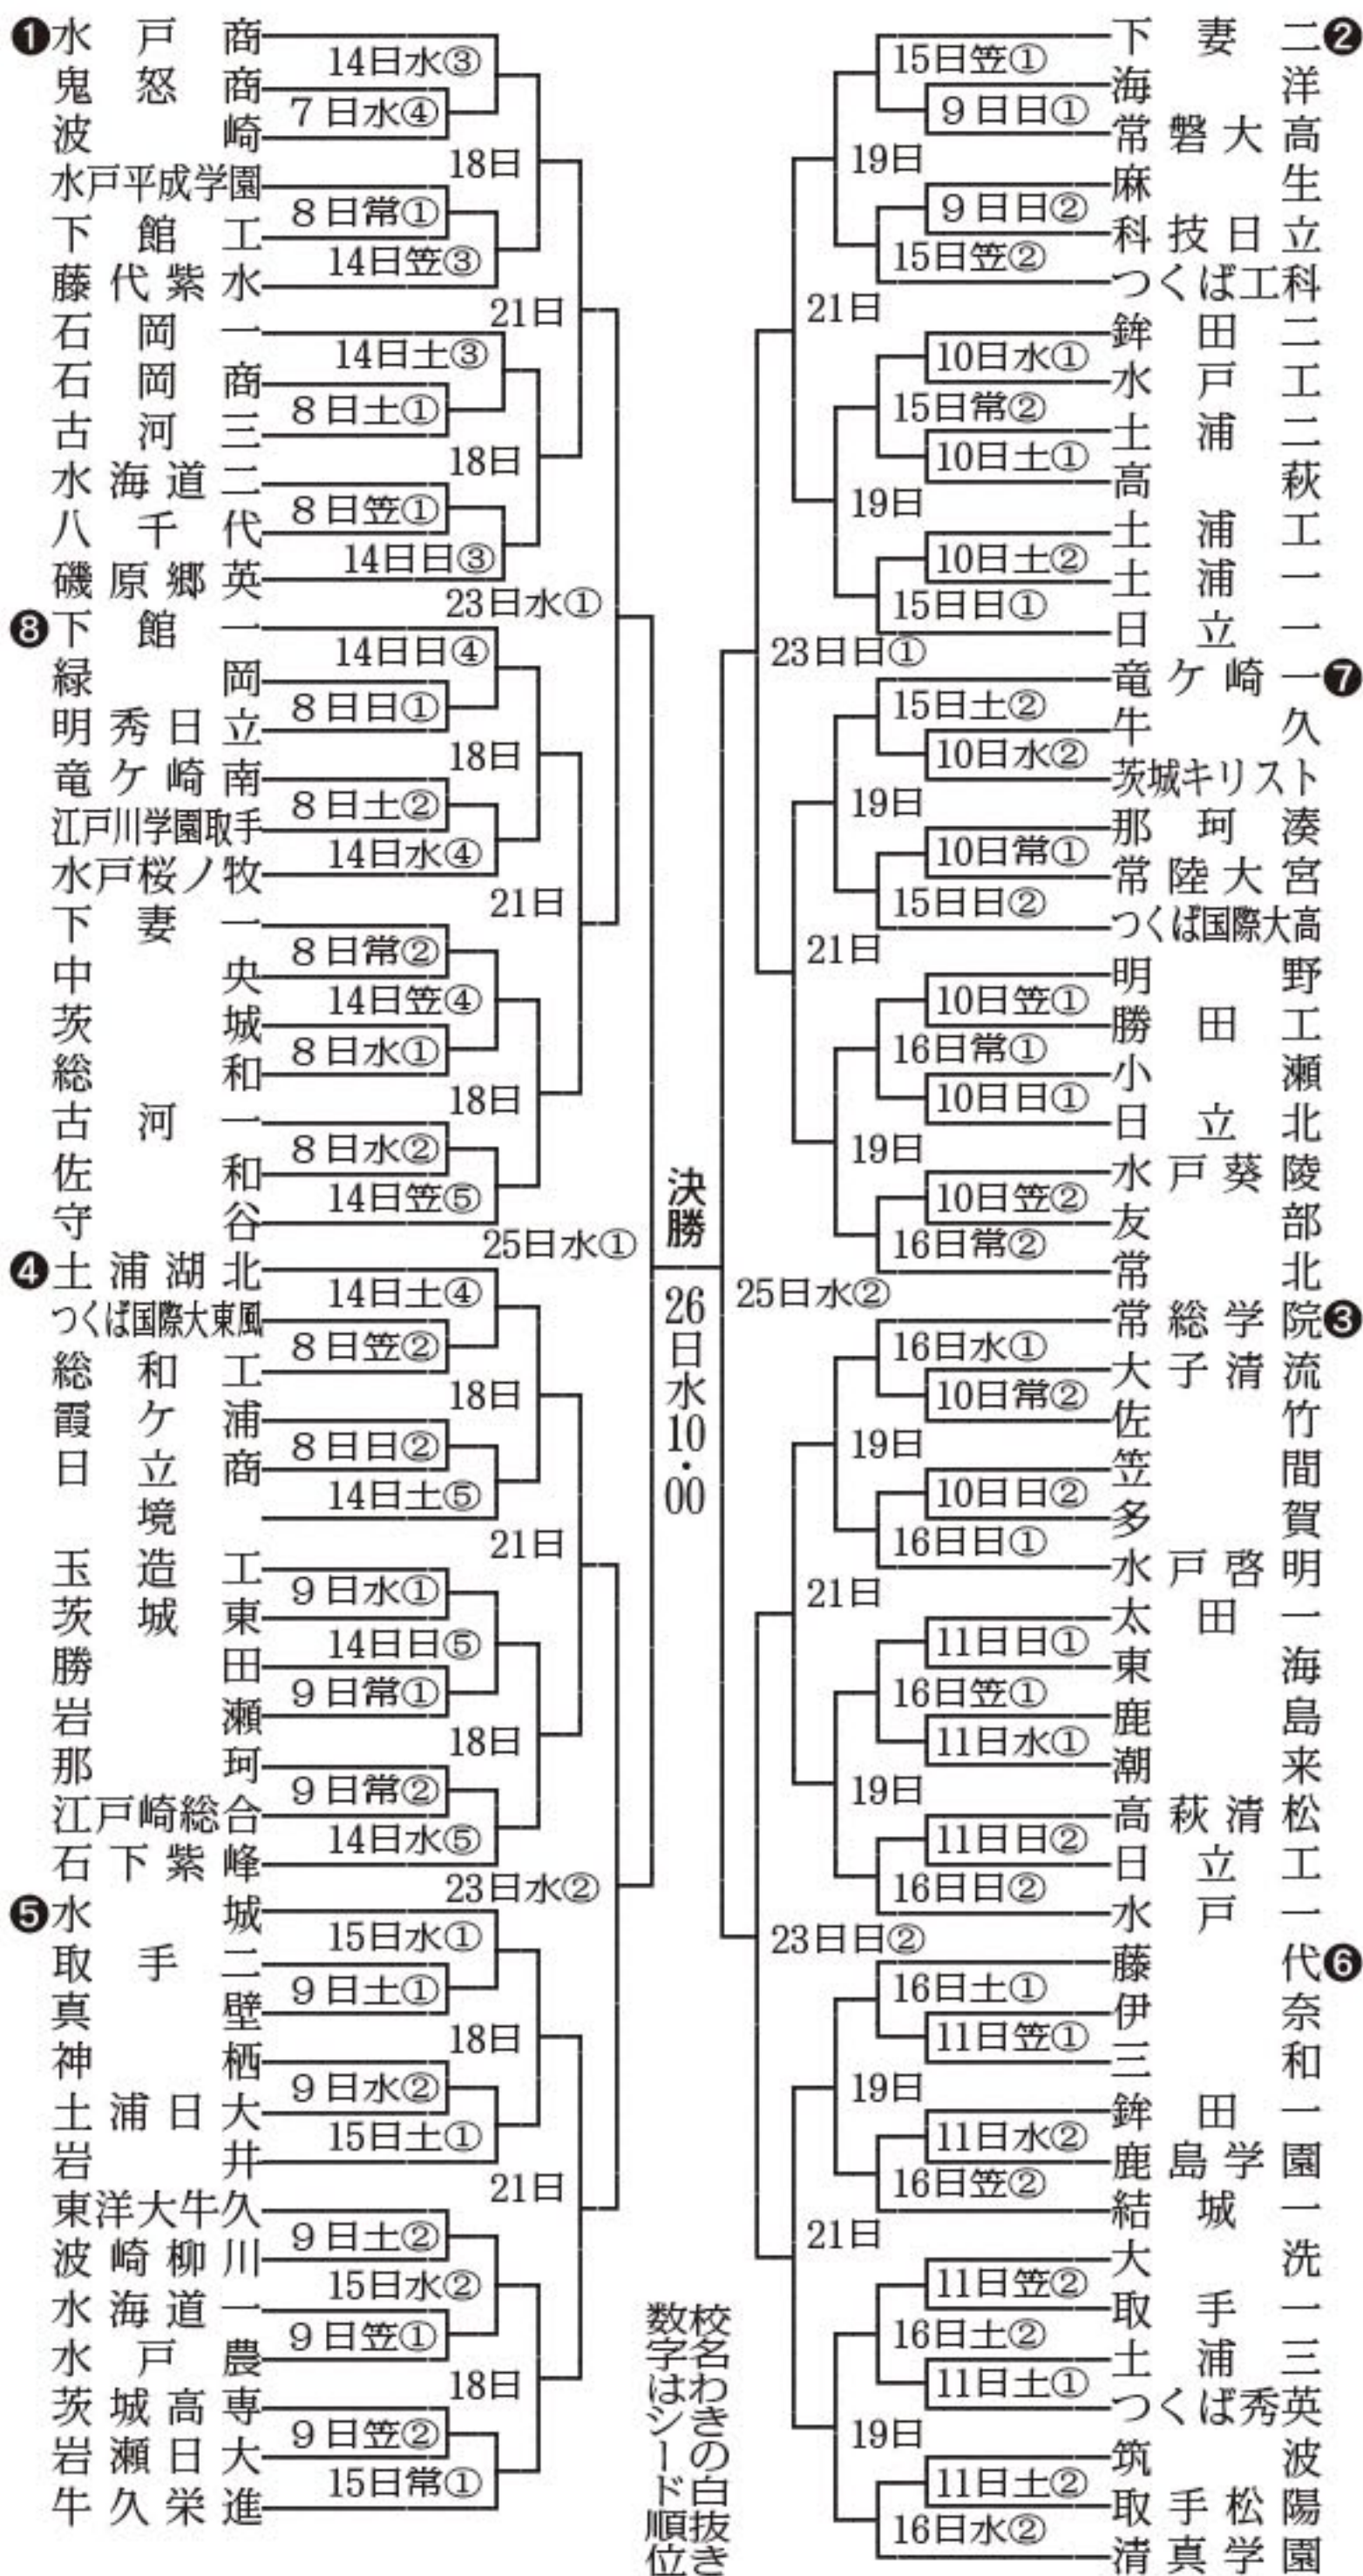 ❶水戸商
14日水③
鬼怒商
7日水④
波崎
18日
水戸平成学園
8日常①
下館工
14日笠③
藤代紫水
21日
石岡一
14日土③
石岡商
8日土①
古河三
18日
水海道二
8日笠①
八千代
14日日③
磯原郷英
23日水①
❽下館一
14日日④
緑岡
8日日①
明秀日立
18日
竜ケ崎南
8日土②
江戸川学園取手
14日水④
水戸桜ノ牧
21日
下妻一
8日常②
中央
14日笠④
茨城
8日水①
総和
18日
古河一
8日水②
佐和
14日笠⑤
守谷
25日水①
❹土浦湖北
14日土④
つくば国際大東風
8日笠②
総和工
18日
霞ケ浦
8日日②
日立商
14日土⑤
境
21日
玉造工
9日水①
茨城東
14日日⑤
勝田
9日常①
岩瀬
18日
那珂
9日常②
江戸崎総合
14日水⑤
石下紫峰
23日水②
❺水城
15日水①
取手二
9日土①
真壁
18日
神栖
9日水②
土浦日大
15日土①
岩井
21日
東洋大牛久
9日土②
波崎柳川
15日水②
水海道一
9日笠①
水戸農
18日
茨城高専
9日笠②
岩瀬日大
15日常①
牛久栄進
決勝
26日水10・00
下妻二❷
15日笠①
海洋
9日日①
常磐大高
19日
麻生
9日日②
科技日立
15日笠②
つくば工科
21日
鉾田二
10日水①
水戸工
15日常②
土浦二
10日土①
高萩
19日
土浦工
10日土②
土浦一
15日日①
日立一
23日日①
竜ケ崎一❼
15日土②
牛久
10日水②
茨城キリスト
19日
那珂湊
10日常①
常陸大宮
15日日②
つくば国際大高
21日
明野
10日笠①
勝田工
16日常①
小瀬
10日日①
日立北
19日
水戸葵陵
10日笠②
友部
16日常②
常北
25日水②
常総学院❸
16日水①
大子清流
10日常②
佐竹
19日
笠間
10日日②
多賀
16日日①
水戸啓明
21日
太田一
11日日①
東海
16日笠①
鹿島
11日水①
潮来
19日
高萩清松
11日日②
日立工
16日日②
水戸一
23日日②
藤代❻
16日土①
伊奈
11日笠①
三和
19日
鉾田一
11日水②
鹿島学園
16日笠②
結城一
21日
大洗
11日笠②
取手一
16日土②
土浦三
11日土①
つくば秀英
19日
筑波
11日土②
取手松陽
16日水②
清真学園
校名わきの白抜き
数字はシード順位